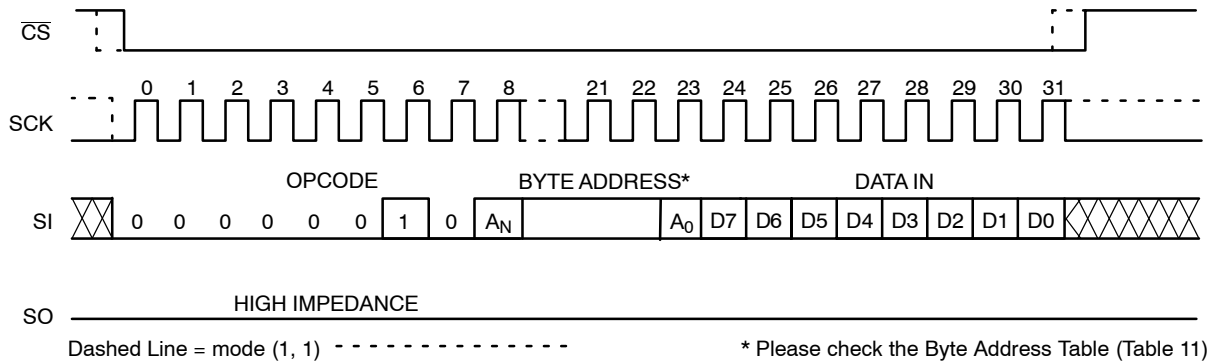 CS
0 1 2 3 4 5 6 7 8 21 22 23 24 25 26 27 28 29 30 31
SCK
OPCODE BYTE ADDRESS* DATA IN
SI 0 0 0 0 0 0 1 0 AN A0 D7 D6 D5 D4 D3 D2 D1 D0
HIGH IMPEDANCE
SO
Dashed Line = mode (1, 1) * Please check the Byte Address Table (Table 11)